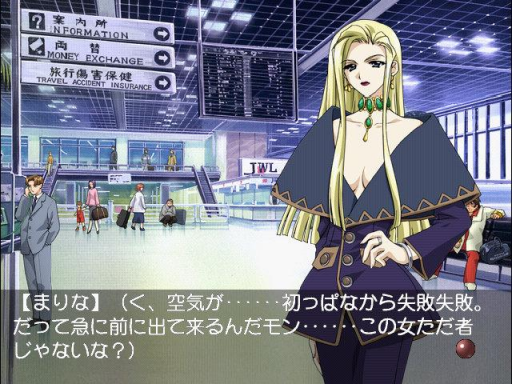 案内所
INFORMATION
両替
MONEY EXCHANGE
旅行傷害保健
TRAVEL ACCIDENT INSURANCE
JWL
【まりな】（く、空気が‥‥‥初っぱなから失敗失敗。
だって急に前に出て来るんだモン‥‥‥この女ただ者
じゃないな？）